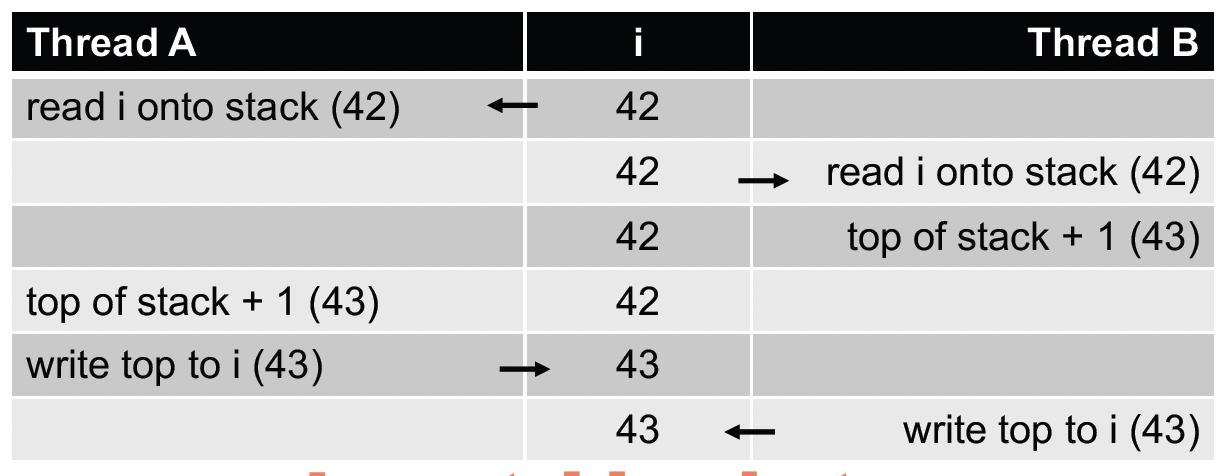 Thread A i Thread B
read i onto stack (42) 42
42 read i onto stack (42)
42 top of stack + 1 (43)
top of stack + 1 (43) 42
write top to i (43) 43
43 write top to i (43)